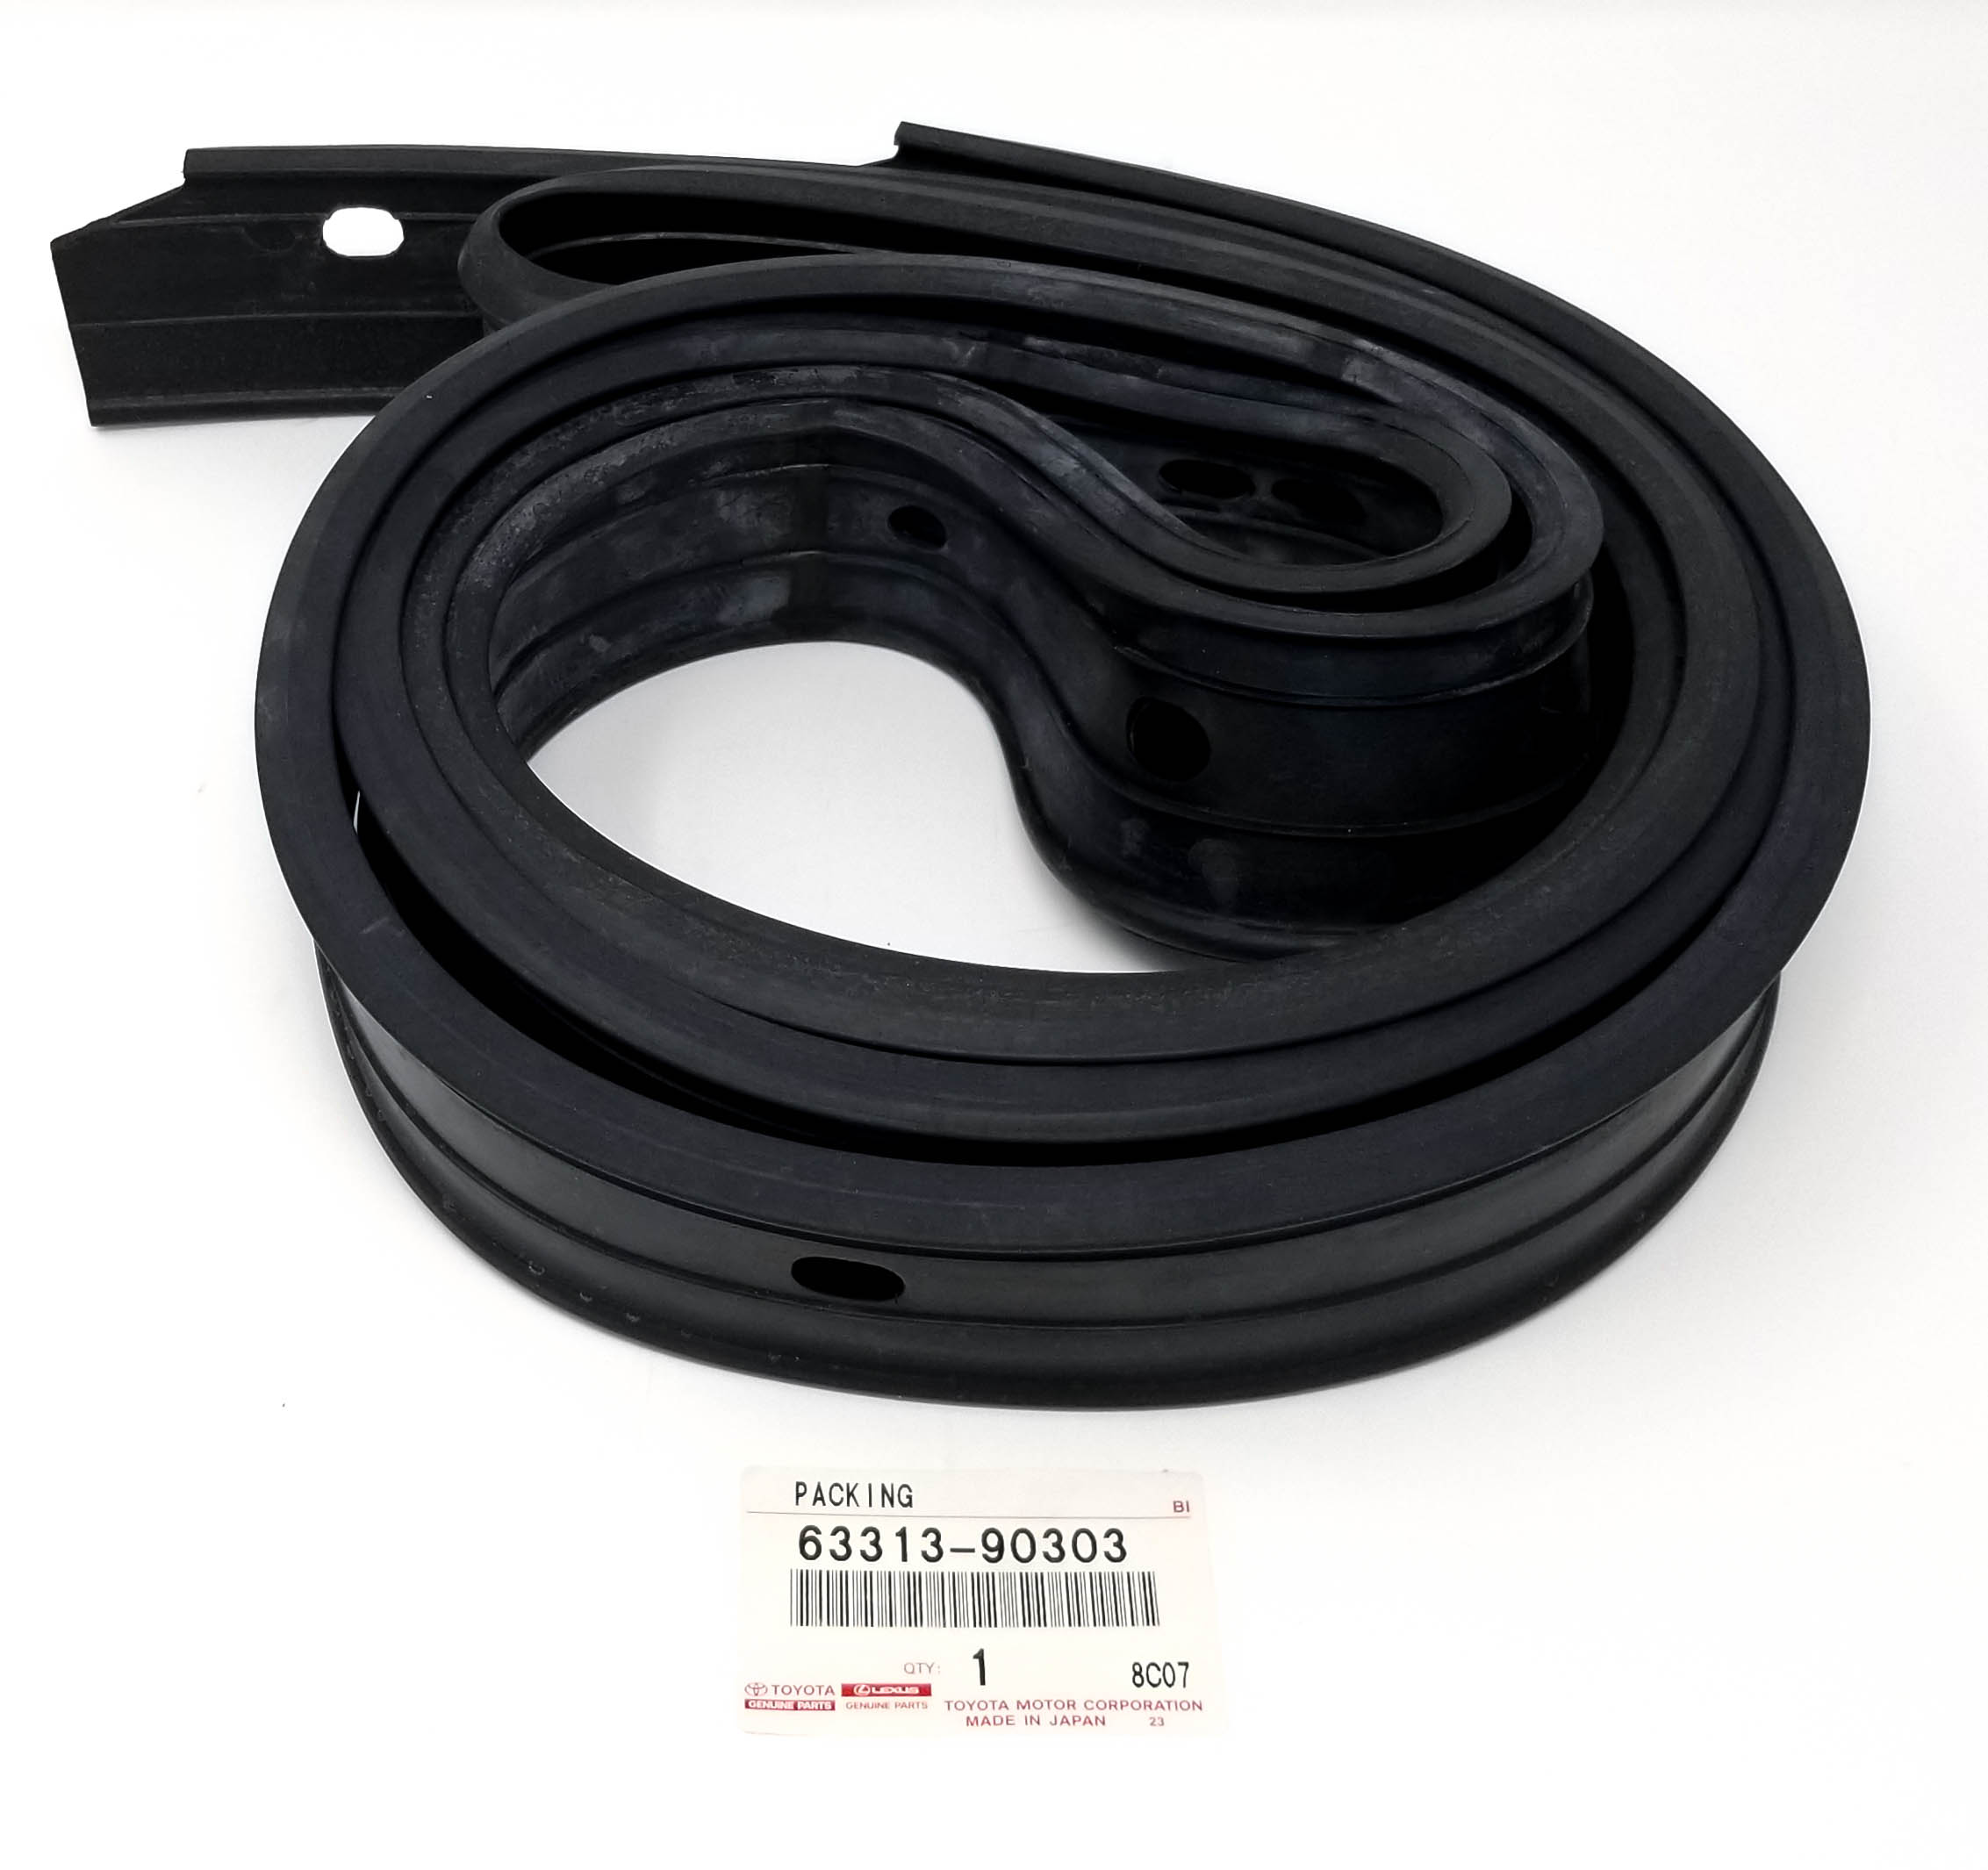 PACKING
BI
63313-90303
QTY: 1 8C07
TOYOTA LEXUS
GENUINE PARTS GENUINE PARTS TOYOTA MOTOR CORPORATION
MADE IN JAPAN 23